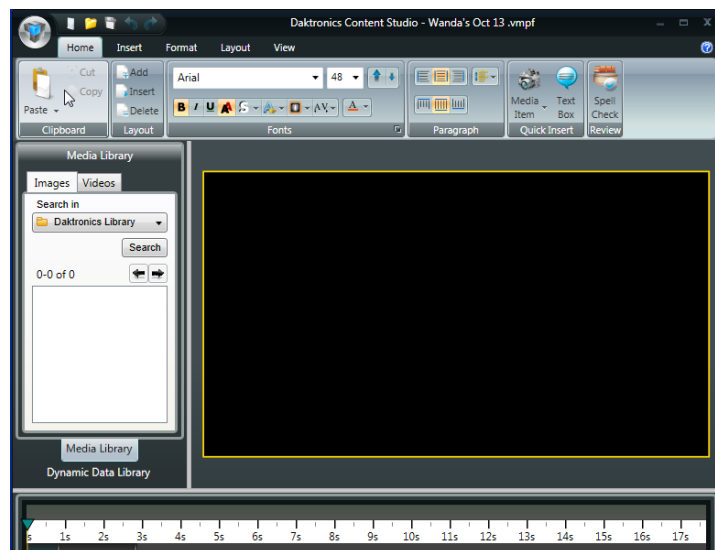 Daktronics Content Studio - Wanda's Oct 13 .vmpf
Home Insert Format Layout View
Paste
Cut
Copy
Clipboard
Add
Insert
Delete
Layout
Arial 48
B I U A S A AV A
Fonts
Paragraph
Media Item
Text Box
Quick Insert
Spell Check
Review
Media Library
Images Videos
Search in
Daktronics Library
Search
0-0 of 0
Media Library
Dynamic Data Library
s 1s 2s 3s 4s 5s 6s 7s 8s 9s 10s 11s 12s 13s 14s 15s 16s 17s